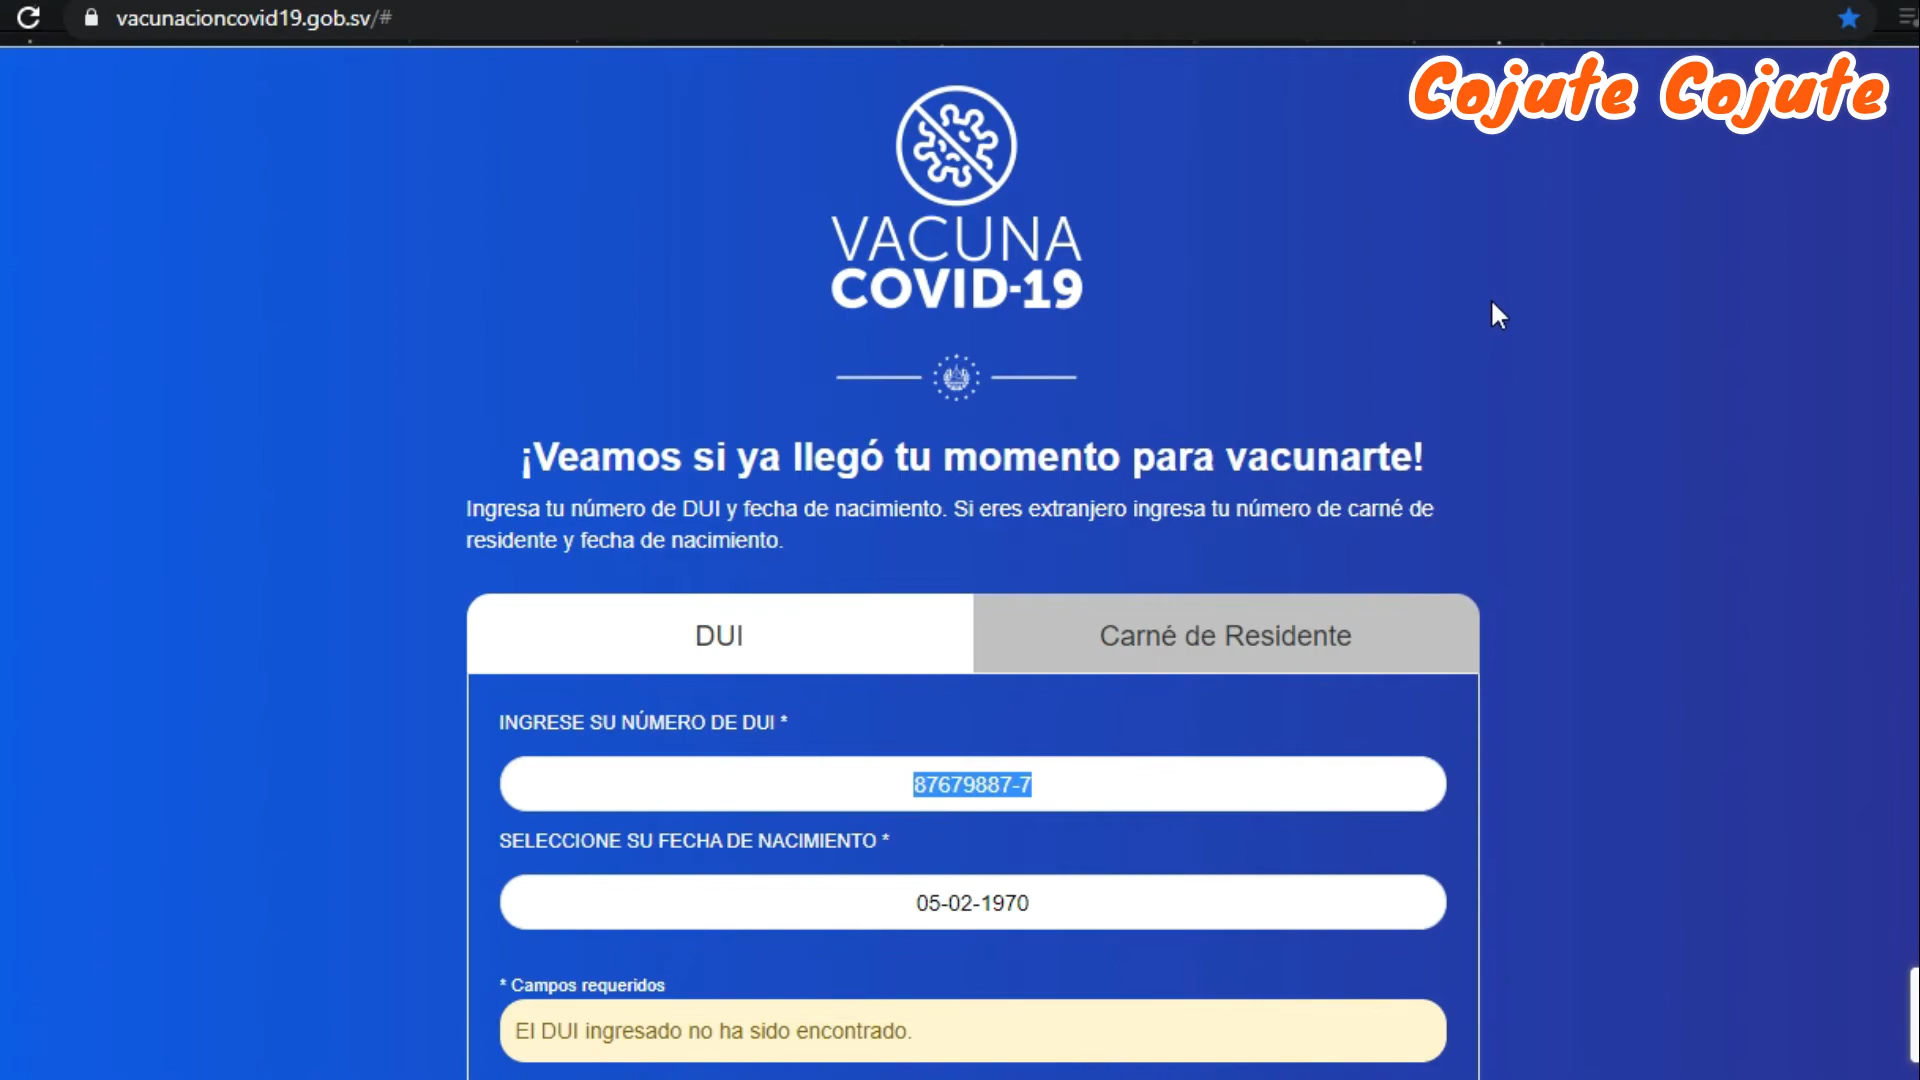 vacunacioncovid19.gob.sv/#
Cojute Cojute
VACUNA
COVID-19
¡Veamos si ya llegó tu momento para vacunarte!
Ingresa tu número de DUI y fecha de nacimiento. Si eres extranjero ingresa tu número de carné de
residente y fecha de nacimiento.
DUI
Carné de Residente
INGRESE SU NÚMERO DE DUI *
87679887-7
SELECCIONE SU FECHA DE NACIMIENTO *
05-02-1970
* Campos requeridos
El DUI ingresado no ha sido encontrado.